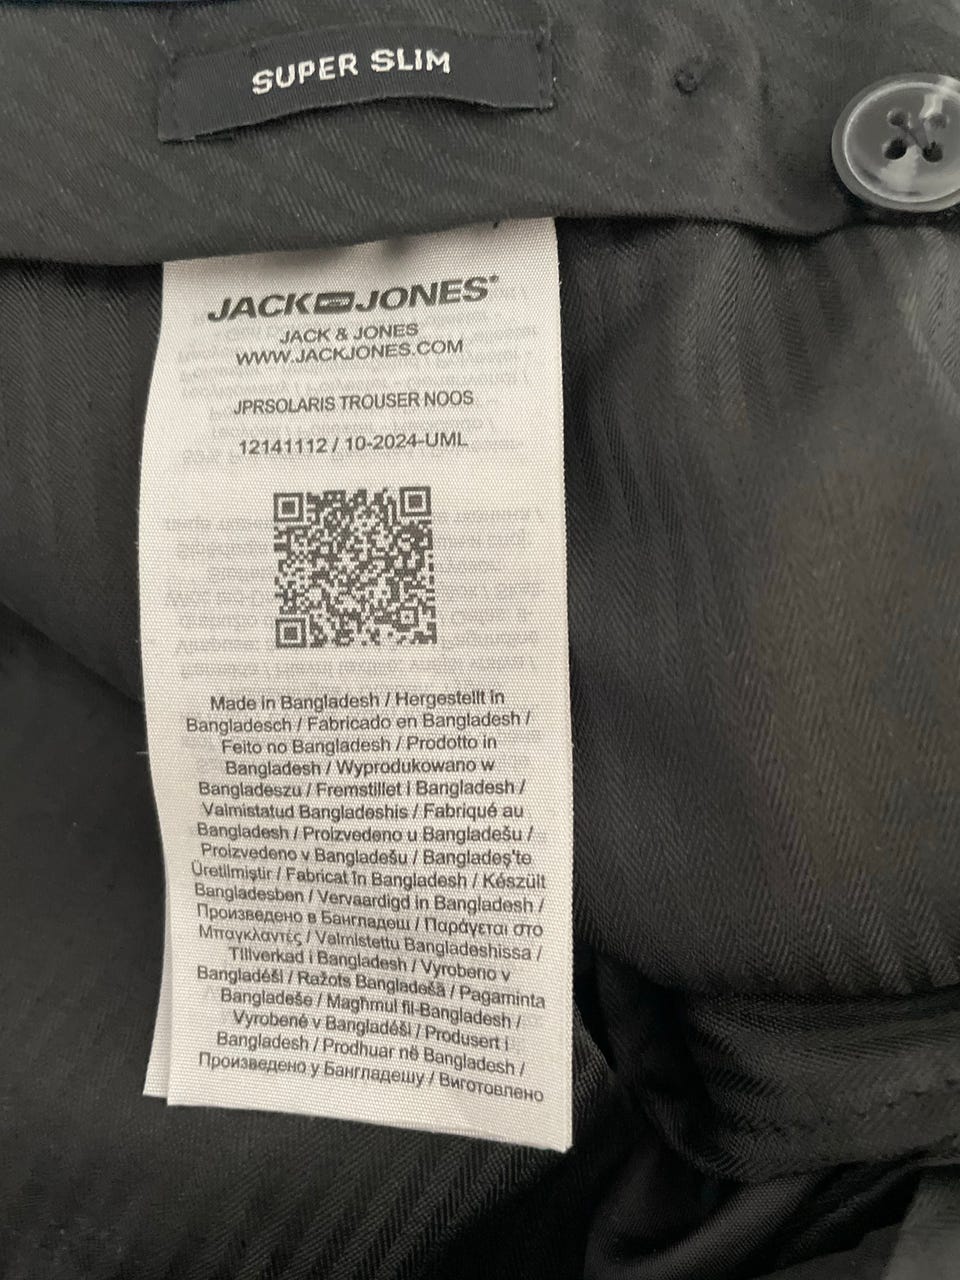 SUPER SLIM
JACK JONES®
JACK & JONES
WWW.JACKJONES.COM
JPRSOLARIS TROUSER NOOS
12141112 / 10-2024-UML
Made in Bangladesh / Hergestellt in
Bangladesch / Fabricado en Bangladesh /
Feito no Bangladesh / Prodotto in
Bangladesh / Wyprodukowano w
Bangladeszu / Fremstillet i Bangladesh /
Valmistatud Bangladeshis / Fabriqué au
Bangladesh / Proizvedeno u Bangladešu /
Proizvedeno v Bangladešu / Bangladeş'te
Üretilmiştir / Fabricat în Bangladesh / Készült
Bangladesben / Vervaardigd in Bangladesh /
Произведено в Бангладеш / Παράγεται στο
Μπαγκλαντές / Valmistettu Bangladeshissa /
Tillverkad i Bangladesh / Vyrobeno v
Bangladéši / Ražots Bangladešā / Pagaminta
Bangladeše / Magħmul fil-Bangladesh /
Vyrobené v Bangladéši / Produsert i
Bangladesh / Prodhuar në Bangladesh /
Произведено у Бангладешу / Виготовлено